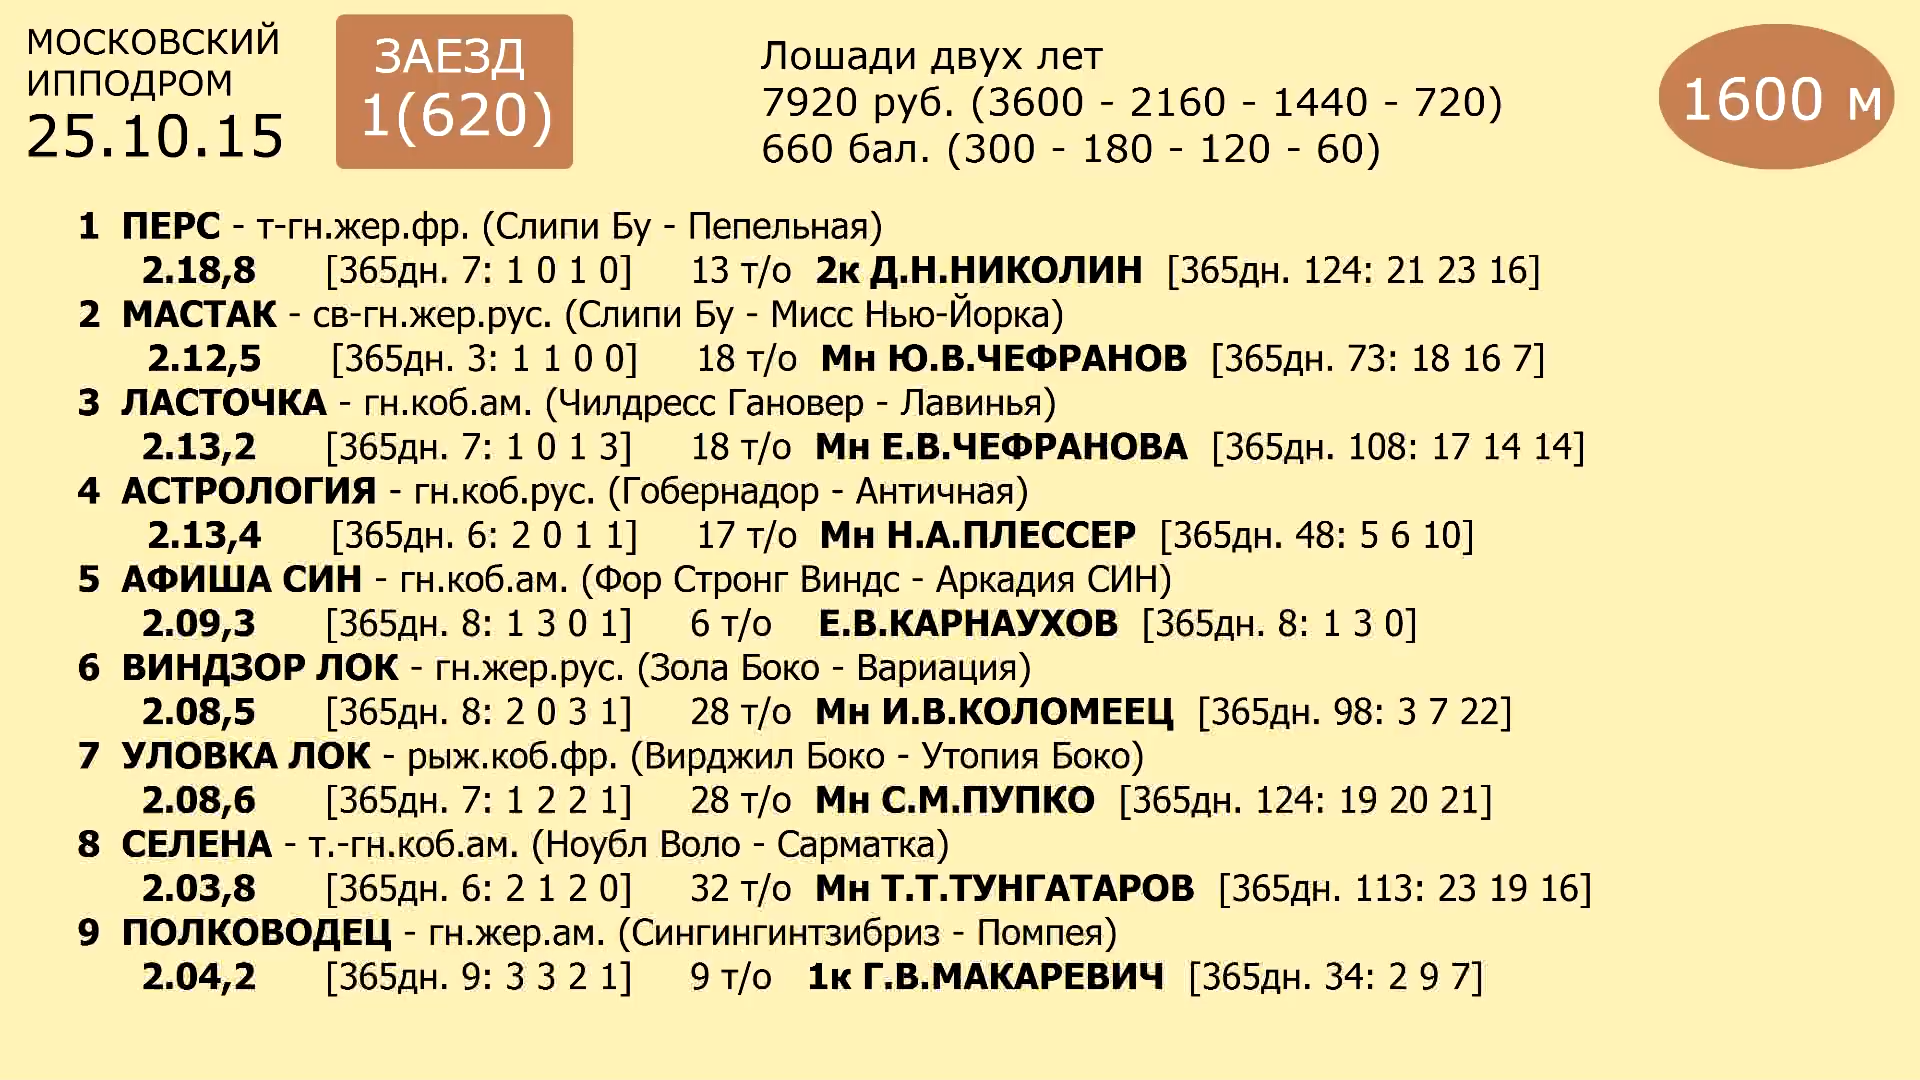 МОСКОВСКИЙ
ИППОДРОМ
25.10.15
ЗАЕЗД
1(620)
Лошади двух лет
7920 руб. (3600 - 2160 - 1440 - 720)
660 бал. (300 - 180 - 120 - 60)
1600 м
1 ПЕРС - т-гн.жер.фр. (Слипи Бу - Пепельная)
2.18,8 [365дн. 7: 1 0 1 0] 13 т/о 2к Д.Н.НИКОЛИН [365дн. 124: 21 23 16]
2 МАСТАК - св-гн.жер.рус. (Слипи Бу - Мисс Нью-Йорка)
2.12,5 [365дн. 3: 1 1 0 0] 18 т/о Мн Ю.В.ЧЕФРАНОВ [365дн. 73: 18 16 7]
3 ЛАСТОЧКА - гн.коб.ам. (Чилдресс Гановер - Лавинья)
2.13,2 [365дн. 7: 1 0 1 3] 18 т/о Мн Е.В.ЧЕФРАНОВА [365дн. 108: 17 14 14]
4 АСТРОЛОГИЯ - гн.коб.рус. (Гобернадор - Античная)
2.13,4 [365дн. 6: 2 0 1 1] 17 т/о Мн Н.А.ПЛЕССЕР [365дн. 48: 5 6 10]
5 АФИША СИН - гн.коб.ам. (Фор Стронг Виндс - Аркадия СИН)
2.09,3 [365дн. 8: 1 3 0 1] 6 т/о Е.В.КАРНАУХОВ [365дн. 8: 1 3 0]
6 ВИНДЗОР ЛОК - гн.жер.рус. (Зола Боко - Вариация)
2.08,5 [365дн. 8: 2 0 3 1] 28 т/о Мн И.В.КОЛОМЕЕЦ [365дн. 98: 3 7 22]
7 УЛОВКА ЛОК - рыж.коб.фр. (Вирджил Боко - Утопия Боко)
2.08,6 [365дн. 7: 1 2 2 1] 28 т/о Мн С.М.ПУПКО [365дн. 124: 19 20 21]
8 СЕЛЕНА - т.-гн.коб.ам. (Ноубл Воло - Сарматка)
2.03,8 [365дн. 6: 2 1 2 0] 32 т/о Мн Т.Т.ТУНГАТАРОВ [365дн. 113: 23 19 16]
9 ПОЛКОВОДЕЦ - гн.жер.ам. (Сингингинтзибриз - Помпея)
2.04,2 [365дн. 9: 3 3 2 1] 9 т/о 1к Г.В.МАКАРЕВИЧ [365дн. 34: 2 9 7]